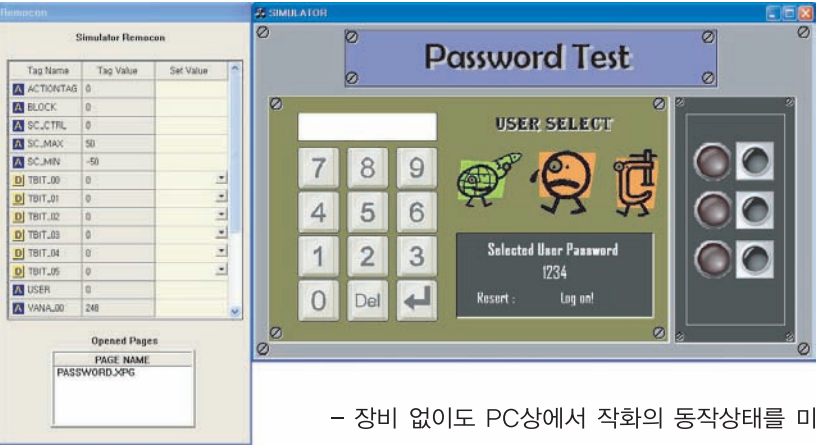 Remocon
Simulator Remocon
Tag Name Tag Value Set Value
A ACTIONTAG 0
A BLOCK 0
A SC_CTRL 0
A SC_MAX 50
A SC_MIN -50
D TBIT_00 0
D TBIT_01 0
D TBIT_02 0
D TBIT_03 0
D TBIT_04 0
D TBIT_05 0
A USER 0
A VANA_00 248
Opened Pages
PAGE NAME
PASSWORD.XPG
SIMULATOR
Password Test
7 8 9
4 5 6
1 2 3
0 Del
USER SELECT
Selected User Password
1234
Resert : Log on!
- 장비 없이도 PC상에서 작화의 동작상태를 미